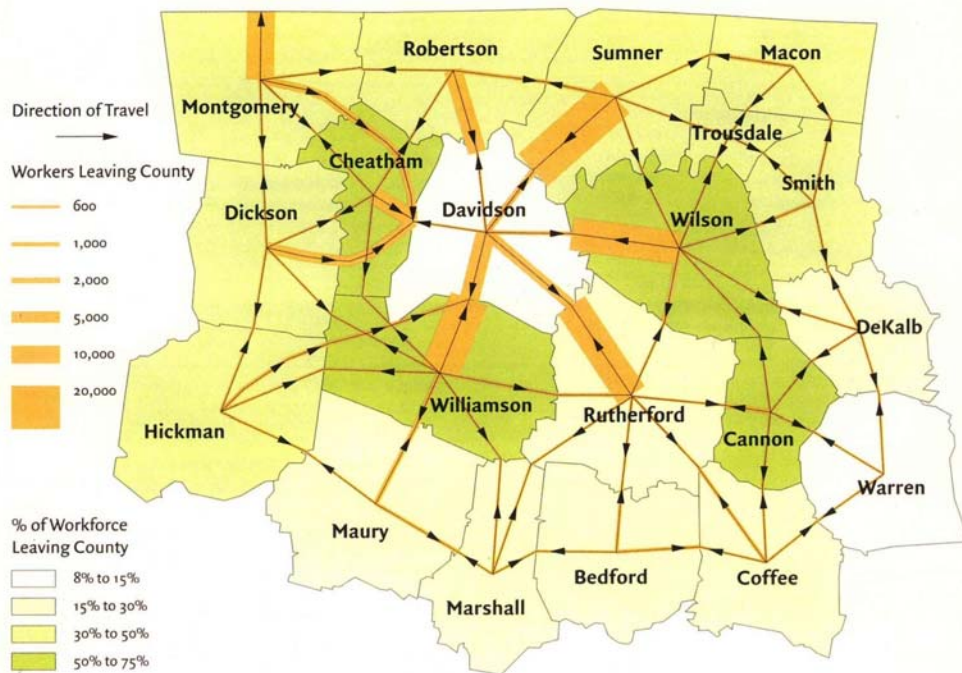 Robertson
Sumner
Macon
Montgomery
Trousdale
Cheatham
Smith
Dickson
Davidson
Wilson
DeKalb
Williamson
Rutherford
Hickman
Cannon
Warren
Maury
Bedford
Coffee
Marshall
Direction of Travel
Workers Leaving County
600
1,000
2,000
5,000
10,000
20,000
% of Workforce
Leaving County
8% to 15%
15% to 30%
30% to 50%
50% to 75%